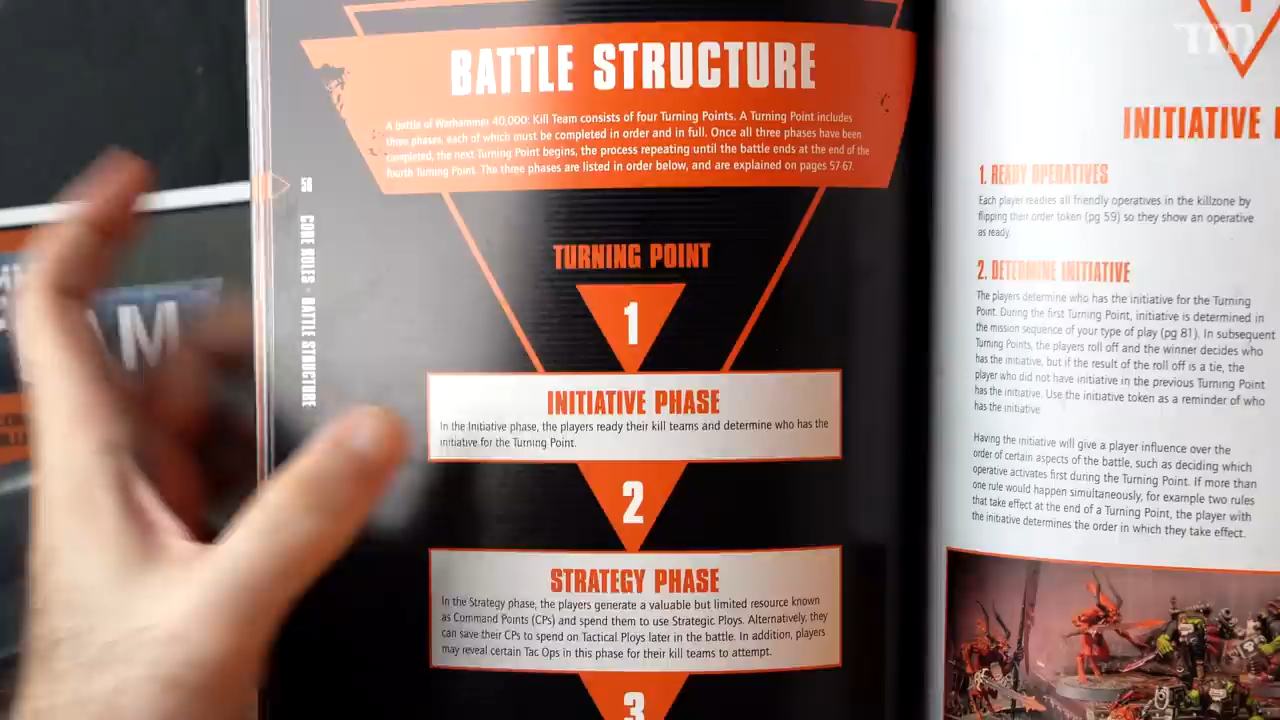 BATTLE STRUCTURE
A battle of Warhammer 40,000: Kill Team consists of four Turning Points. A Turning Point includes
three phases, each of which must be completed in order and in full. Once all three phases have been
completed, the next Turning Point begins, the process repeating until the battle ends at the end of the
fourth Turning Point. The three phases are listed in order below, and are explained on pages 57-67.
CORE RULES - BATTLE STRUCTURE
TURNING POINT
1
INITIATIVE PHASE
In the Initiative phase, the players ready their kill teams and determine who has the
initiative for the Turning Point.
2
STRATEGY PHASE
In the Strategy phase, the players generate a valuable but limited resource known
as Command Points (CPs) and spend them to use Strategic Ploys. Alternatively, they
can save their CPs to spend on Tactical Ploys later in the battle. In addition, players
may reveal certain Tac Ops in this phase for their kill teams to attempt.
3
INITIATIVE
1. READY OPERATIVES
Each player readies all friendly operatives in the killzone by
flipping their order token (pg 59) so they show an operative
as ready.
2. DETERMINE INITIATIVE
The players determine who has the initiative for the Turning
Point. During the first Turning Point, initiative is determined in
the mission sequence of your type of play (pg 81). In subsequent
Turning Points, the players roll off and the winner decides who
has the initiative, but if the result of the roll off is a tie, the
player who did not have initiative in the previous Turning Point
has the initiative. Use the initiative token as a reminder of who
has the initiative
Having the initiative will give a player influence over the
order of certain aspects of the battle, such as deciding which
operative activates first during the Turning Point. If more than
one rule would happen simultaneously, for example two rules
that take effect at the end of a Turning Point, the player with
the initiative determines the order in which they take effect.